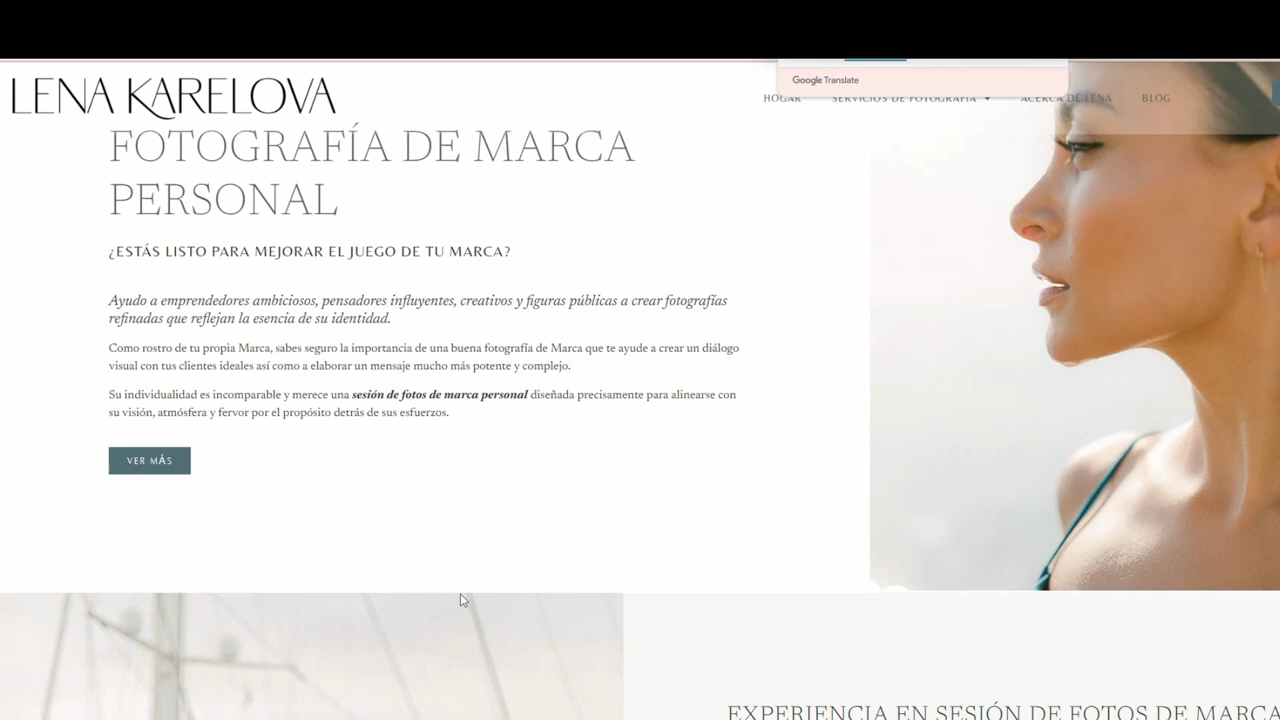 Google Translate
LENA KARELOVA
HOGAR SERVICIOS DE FOTOGRAFÍA ACERCA DE LENA BLOG
FOTOGRAFÍA DE MARCA
PERSONAL
¿ESTÁS LISTO PARA MEJORAR EL JUEGO DE TU MARCA?
Ayudo a emprendedores ambiciosos, pensadores influyentes, creativos y figuras públicas a crear fotografías
refinadas que reflejan la esencia de su identidad.
Como rostro de tu propia Marca, sabes seguro la importancia de una buena fotografía de Marca que te ayude a crear un diálogo
visual con tus clientes ideales así como a elaborar un mensaje mucho más potente y complejo.
Su individualidad es incomparable y merece una sesión de fotos de marca personal diseñada precisamente para alinearse con
su visión, atmósfera y fervor por el propósito detrás de sus esfuerzos.
VER MÁS
EXPERIENCIA EN SESIÓN DE FOTOS DE MARCA